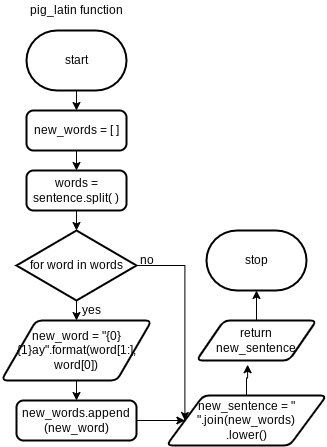 pig_latin function
start
new_words = [ ]
words =
sentence.split( )
for word in words
no
yes
stop
new_word = "{0}
{1}ay".format(word[1:],
word[0])
return
new_sentence
new_words.append
(new_word)
new_sentence = "
".join(new_words)
.lower()